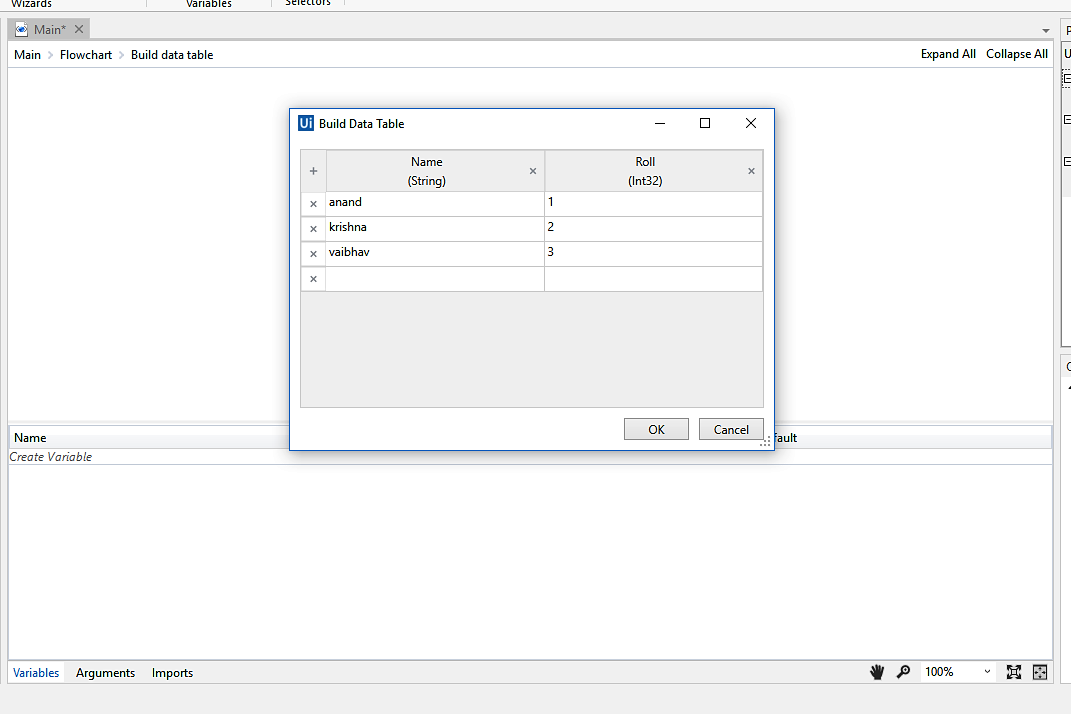 Wizards Variables Selectors
Main*
Main Flowchart Build data table Expand All Collapse All
Ui Build Data Table
+ Name Roll
(String) (Int32)
anand 1
krishna 2
vaibhav 3
OK Cancel
Name fault
Create Variable
Variables Arguments Imports 100%